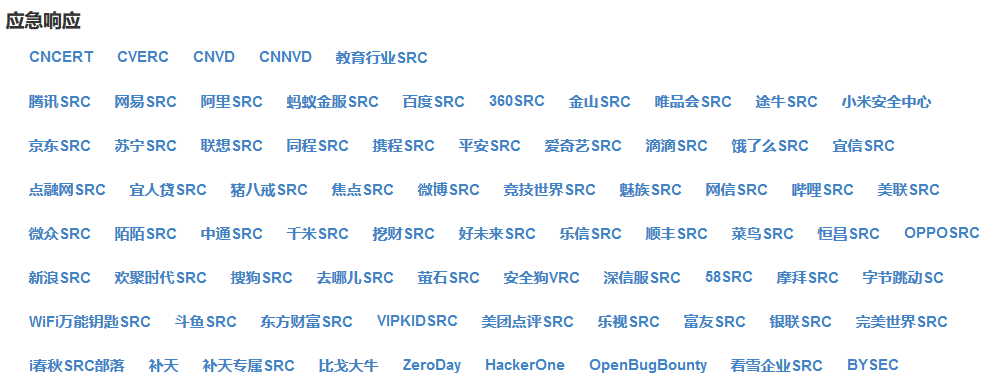 应急响应
CNCERT CVERC CNVD CNNVD 教育行业SRC
腾讯SRC 网易SRC 阿里SRC 蚂蚁金服SRC 百度SRC 360SRC 金山SRC 唯品会SRC 途牛SRC 小米安全中心
京东SRC 苏宁SRC 联想SRC 同程SRC 携程SRC 平安SRC 爱奇艺SRC 滴滴SRC 饿了么SRC 宜信SRC
点融网SRC 宜人贷SRC 猪八戒SRC 焦点SRC 微博SRC 竞技世界SRC 魅族SRC 网信SRC 哔哩SRC 美联SRC
微众SRC 陌陌SRC 中通SRC 千米SRC 挖财SRC 好未来SRC 乐信SRC 顺丰SRC 菜鸟SRC 恒昌SRC OPPOSRC
新浪SRC 欢聚时代SRC 搜狗SRC 去哪儿SRC 萤石SRC 安全狗VRC 深信服SRC 58SRC 摩拜SRC 字节跳动SC
WiFi万能钥匙SRC 斗鱼SRC 东方财富SRC VIPKIDSRC 美团点评SRC 乐视SRC 富友SRC 银联SRC 完美世界SRC
i春秋SRC部落 补天 补天专属SRC 比戈大牛 ZeroDay HackerOne OpenBugBounty 看雪企业SRC BYSEC